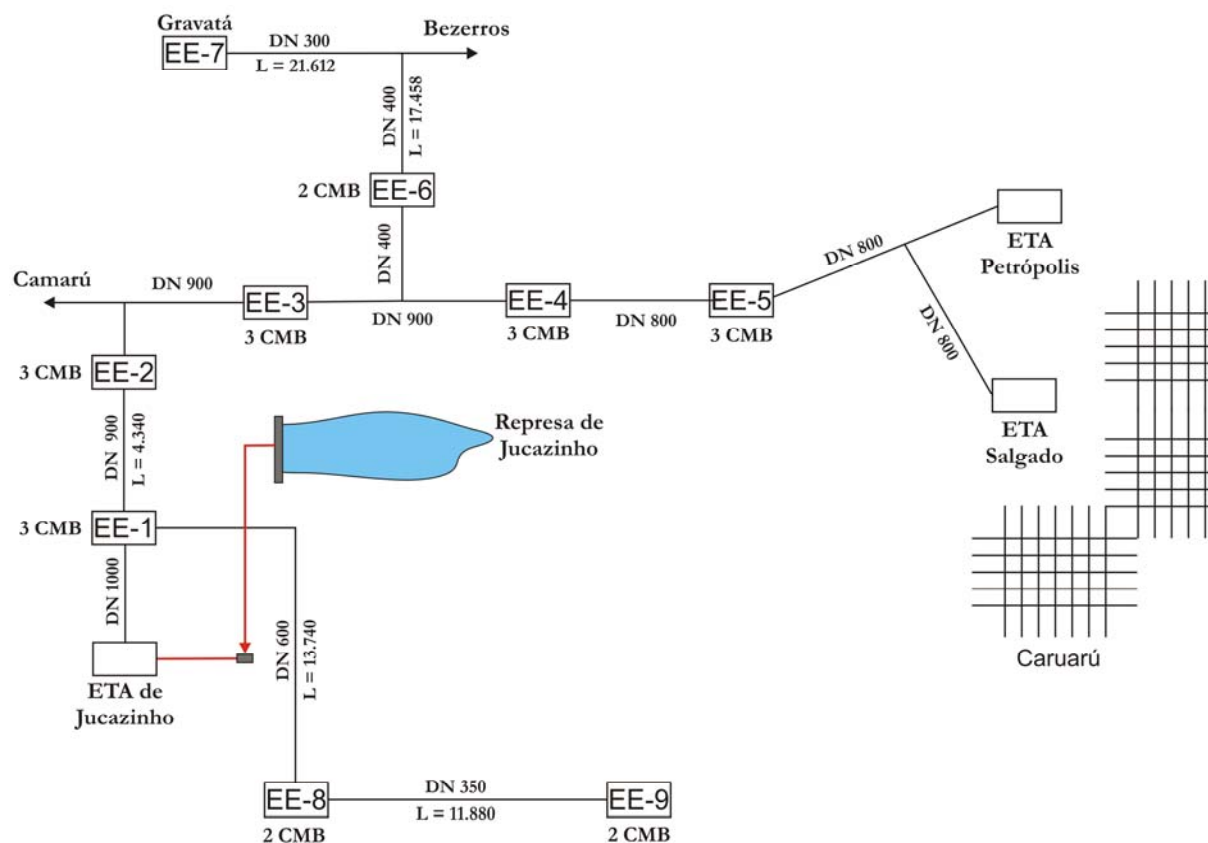 Gravatá
EE-7
DN 300
L = 21.612
Bezerros
DN 400
L = 17.458
2 CMB
EE-6
DN 400
ETA
Petrópolis
DN 800
Camarú
DN 900
EE-3
3 CMB
DN 900
EE-4
3 CMB
DN 800
EE-5
3 CMB
DN 800
3 CMB
EE-2
ETA
Salgado
Represa de
Jucazinho
DN 900
L = 4.340
3 CMB
EE-1
DN 1000
DN 600
L = 13.740
ETA de
Jucazinho
Caruarú
EE-8
2 CMB
DN 350
L = 11.880
EE-9
2 CMB